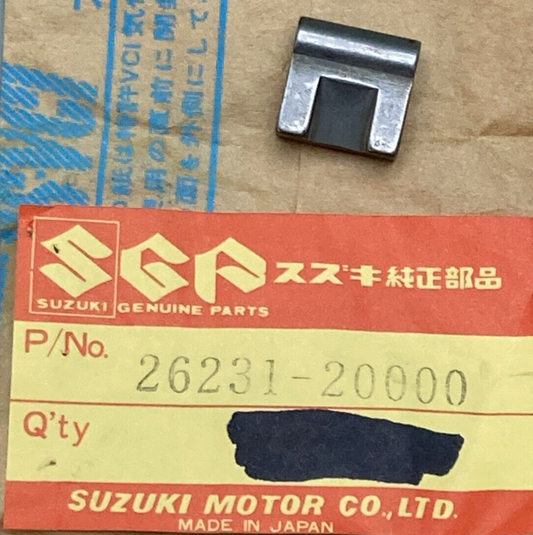 SGP スズキ純正部品
SUZUKI GENUINE PARTS
P/No. 26231-20000
Q'ty
SUZUKI MOTOR CO.,LTD.
MADE IN JAPAN